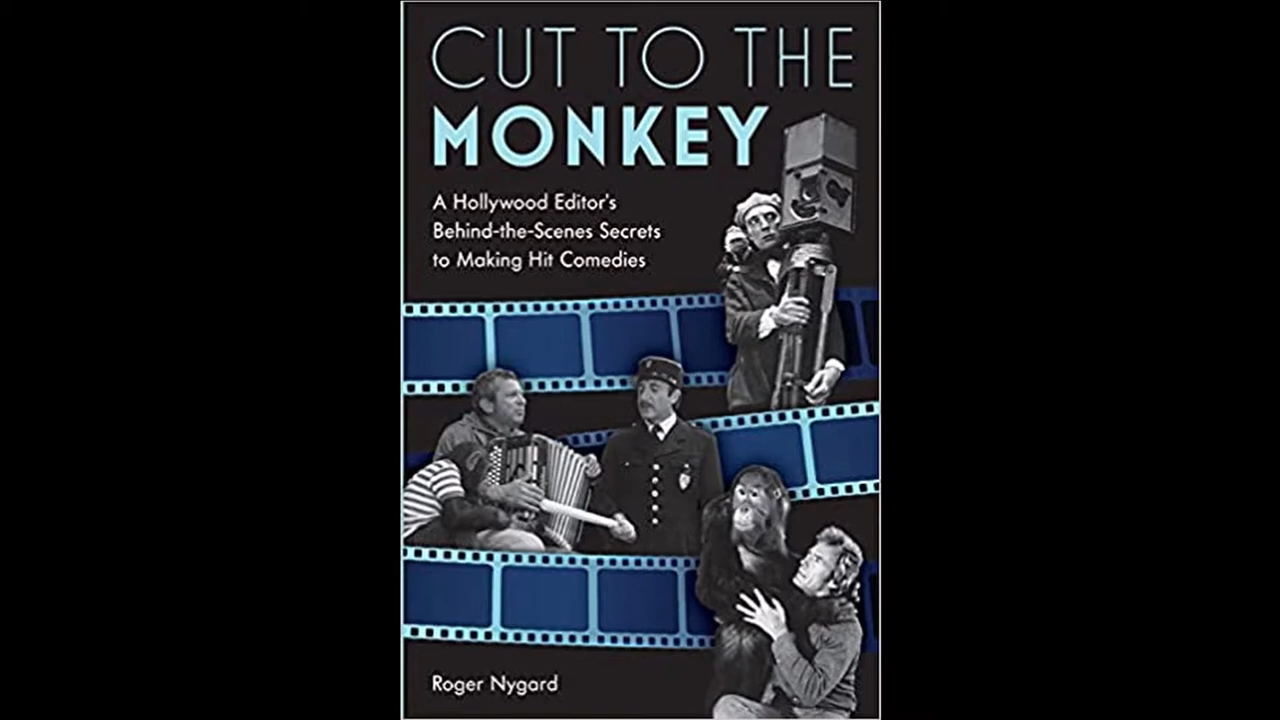 CUT TO THE
MONKEY
A Hollywood Editor's
Behind-the-Scenes Secrets
to Making Hit Comedies
Roger Nygard